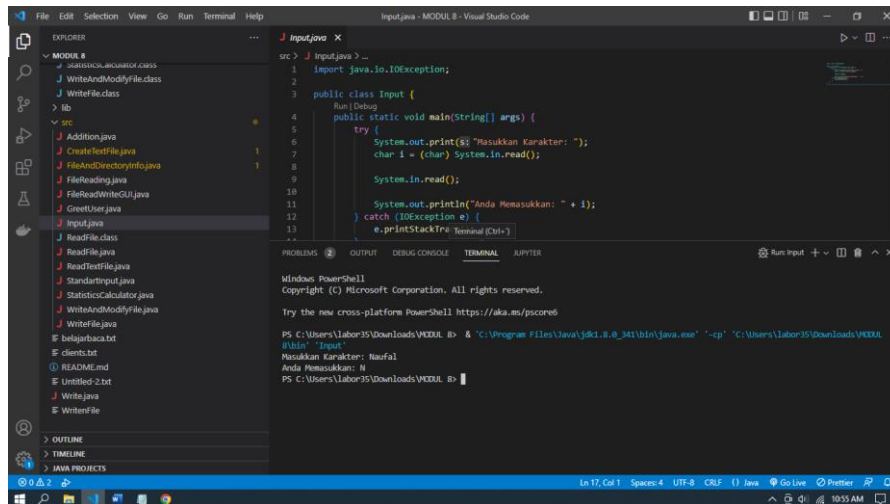 File Edit Selection View Go Run Terminal Help
Input.java - MODUL 8 - Visual Studio Code
EXPLORER
MODUL 8
StatisticsCalculator.class
WriteAndModifyFile.class
WriteFile.class
lib
src
Addition.java
CreateTextFile.java 1
FileAndDirectoryInfo.java 1
FileReading.java
FileReadWriteGUI.java
GreetUser.java
Input.java
ReadFile.class
ReadFile.java
ReadTextFile.java
StandartInput.java
StatisticsCalculator.java
WriteAndModifyFile.java
WriteFile.java
belajarbaca.txt
clients.txt
README.md
Untitled-2.txt
Write.java
WritenFile
OUTLINE
TIMELINE
JAVA PROJECTS
Input.java
src > Input.java > ...
1 import java.io.IOException;
2
3 public class Input {
Run | Debug
4 public static void main(String[] args) {
5 try {
6 System.out.print(s: "Masukkan Karakter: ");
7 char i = (char) System.in.read();
8
9 System.in.read();
10
11 System.out.println("Anda Memasukkan: " + i);
12 } catch (IOException e) {
13 e.printStackTra
Terminal (Ctrl+`)
PROBLEMS 2 OUTPUT DEBUG CONSOLE TERMINAL JUPYTER
Run: Input
Windows PowerShell
Copyright (C) Microsoft Corporation. All rights reserved.
Try the new cross-platform PowerShell https://aka.ms/pscore6
PS C:\Users\labor35\Downloads\MODUL 8> & 'C:\Program Files\Java\jdk1.8.0_341\bin\java.exe' '-cp' 'C:\Users\labor35\Downloads\MODUL
8\bin' 'Input'
Masukkan Karakter: Naufal
Anda Memasukkan: N
PS C:\Users\labor35\Downloads\MODUL 8>
0 2
Ln 17, Col 1 Spaces: 4 UTF-8 CRLF {} Java Go Live Prettier
10:55 AM